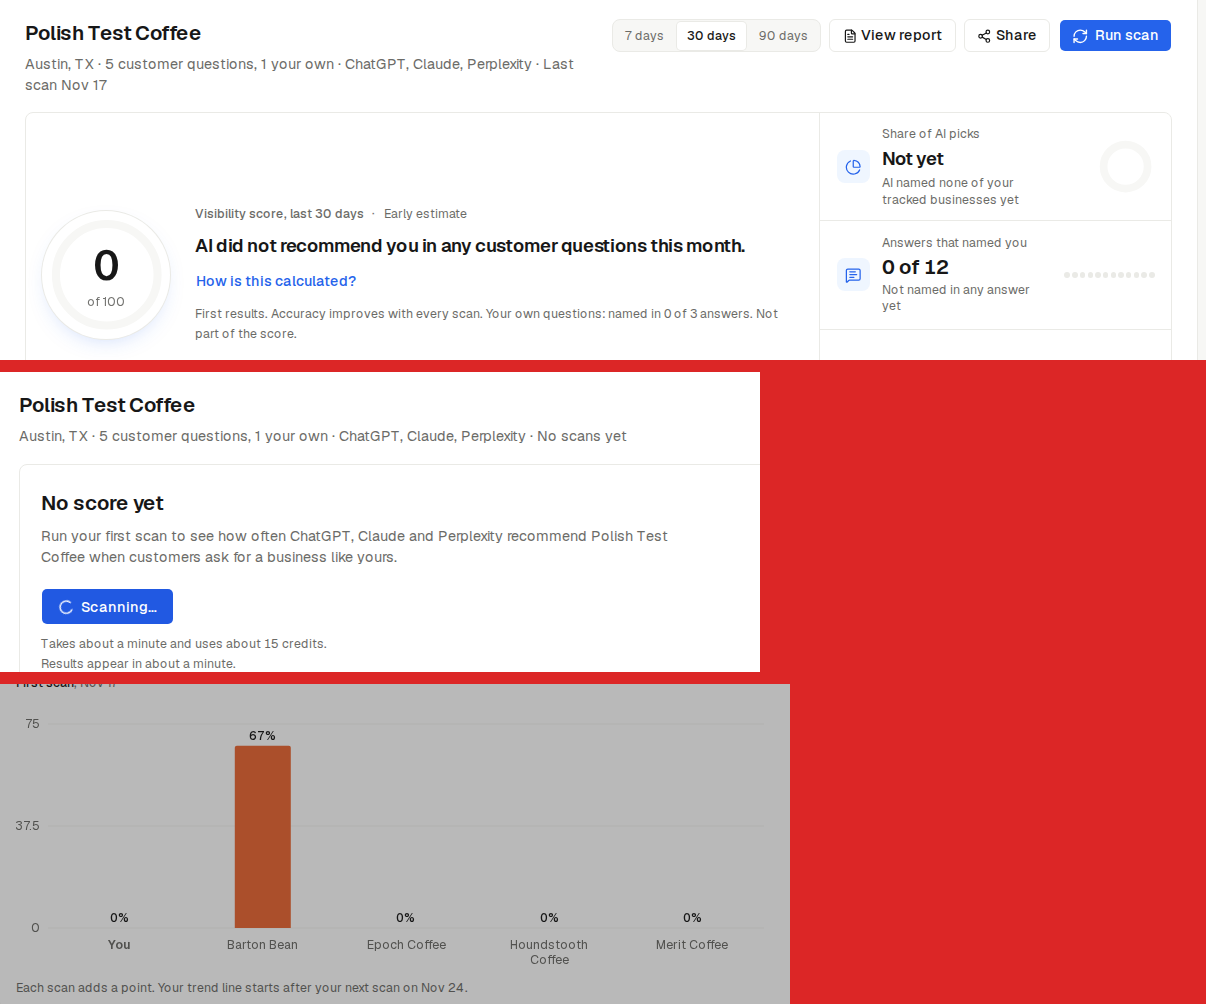 Polish Test Coffee
7 days
30 days
90 days
View report
Share
Run scan
Austin, TX · 5 customer questions, 1 your own · ChatGPT, Claude, Perplexity · Last
scan Nov 17
Visibility score, last 30 days · Early estimate
0
of 100
AI did not recommend you in any customer questions this month.
How is this calculated?
First results. Accuracy improves with every scan. Your own questions: named in 0 of 3 answers. Not
part of the score.
Share of AI picks
Not yet
AI named none of your
tracked businesses yet
Answers that named you
0 of 12
Not named in any answer
yet
Polish Test Coffee
Austin, TX · 5 customer questions, 1 your own · ChatGPT, Claude, Perplexity · No scans yet
No score yet
Run your first scan to see how often ChatGPT, Claude and Perplexity recommend Polish Test
Coffee when customers ask for a business like yours.
Scanning...
Takes about a minute and uses about 15 credits.
Results appear in about a minute.
First scan, Nov 17
75
67%
37.5
0
0%
0%
0%
0%
You
Barton Bean
Epoch Coffee
Houndstooth
Coffee
Merit Coffee
Each scan adds a point. Your trend line starts after your next scan on Nov 24.